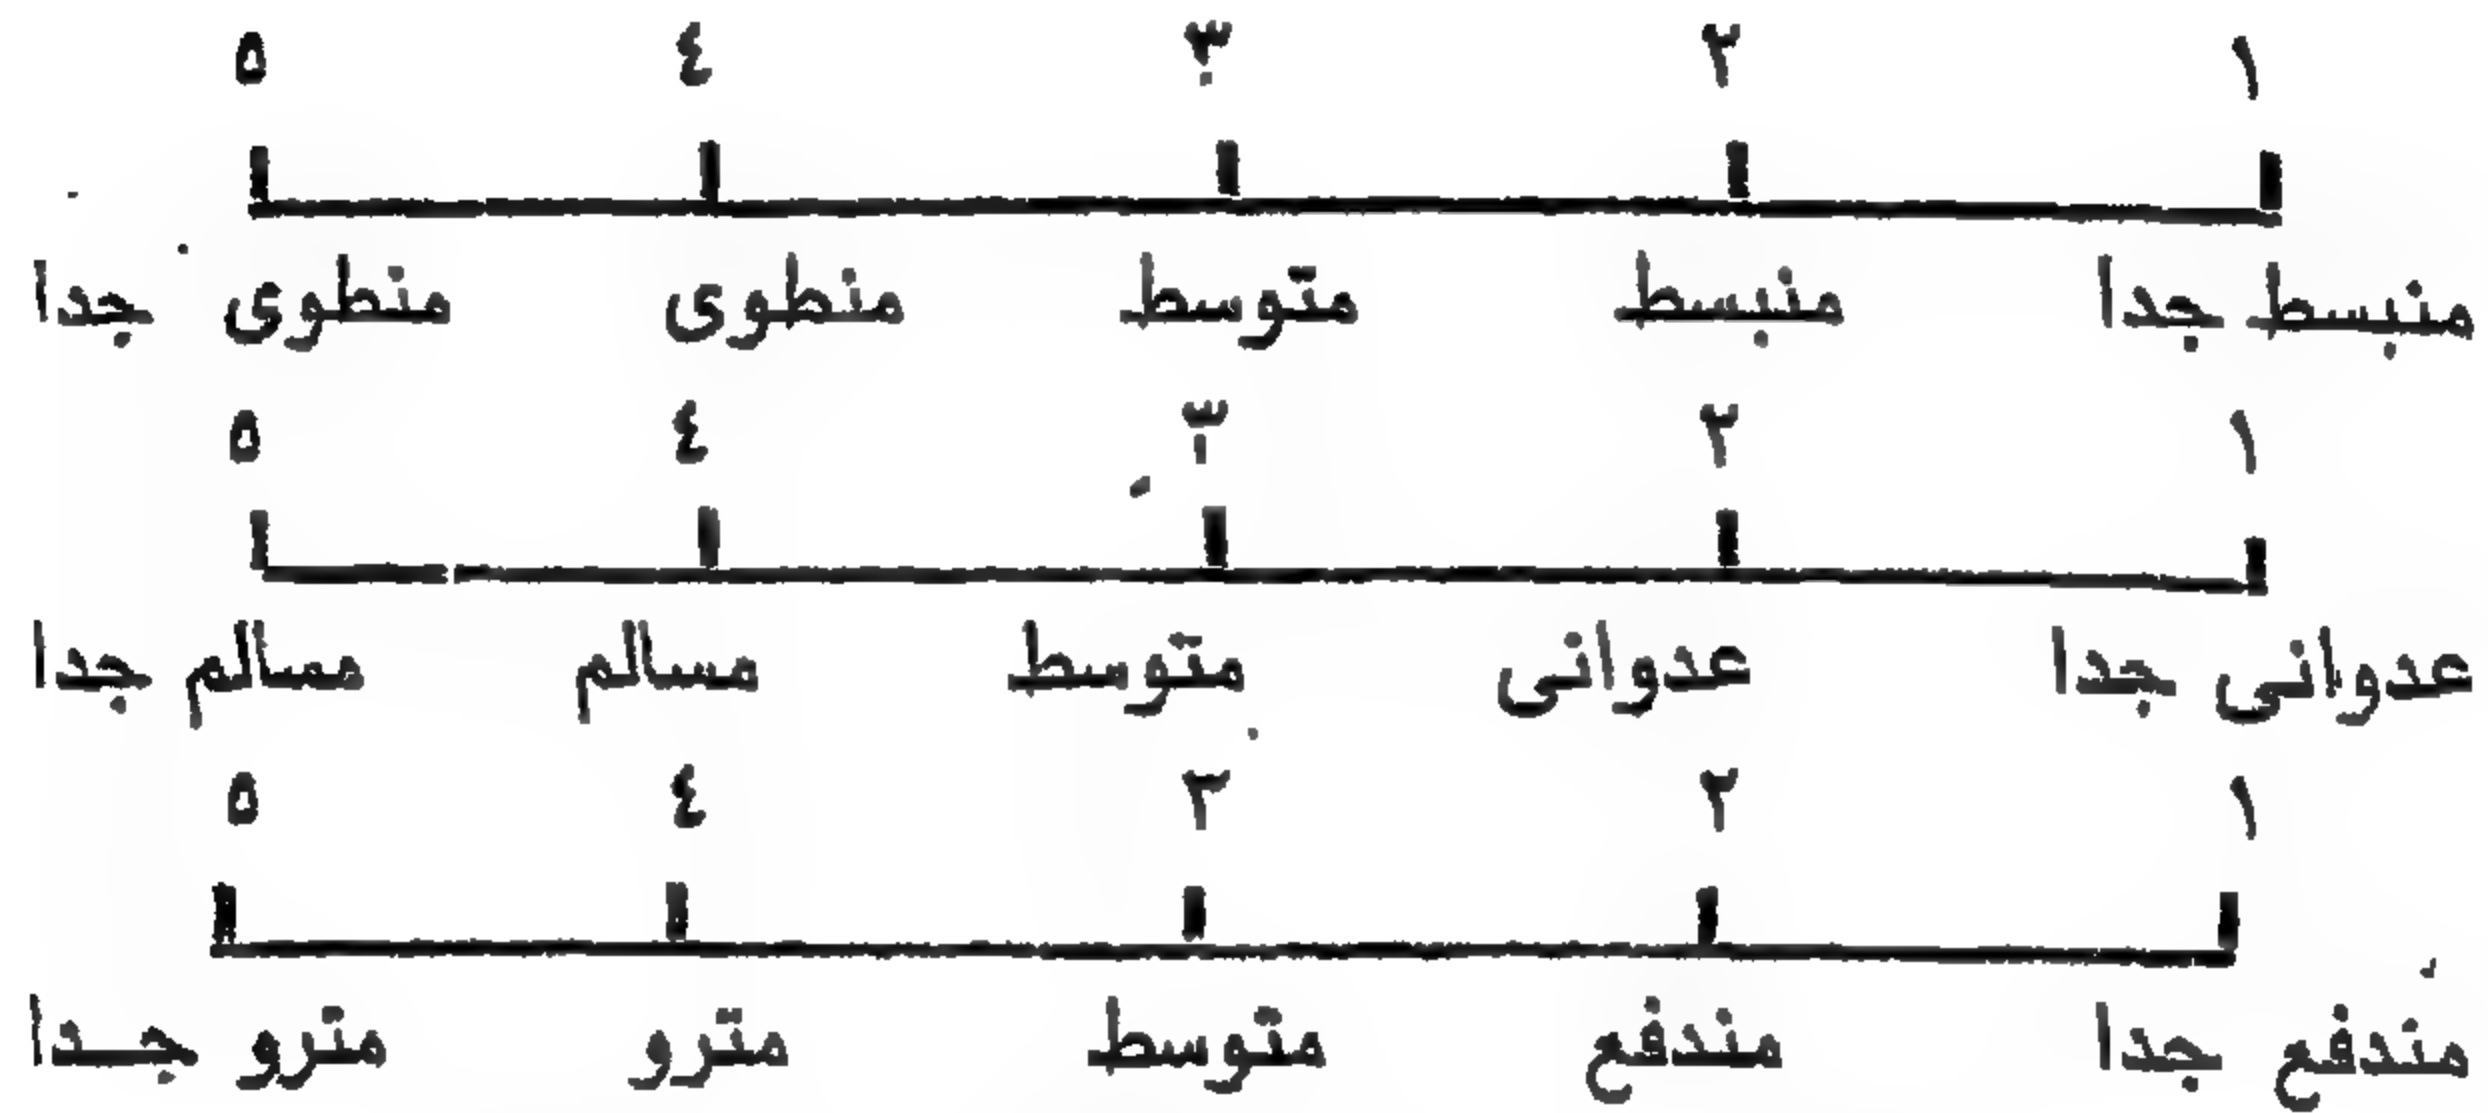 ١ ٢ ٣ ٤ ٥
منبسط جدا منبسط متوسط منطوى منطوى جدا
١ ٢ ٣ ٤ ٥
عدوانى جدا عدوانى متوسط مسالم مسالم جدا
١ ٢ ٣ ٤ ٥
مندفع جدا مندفع متوسط مترو مترو جدا